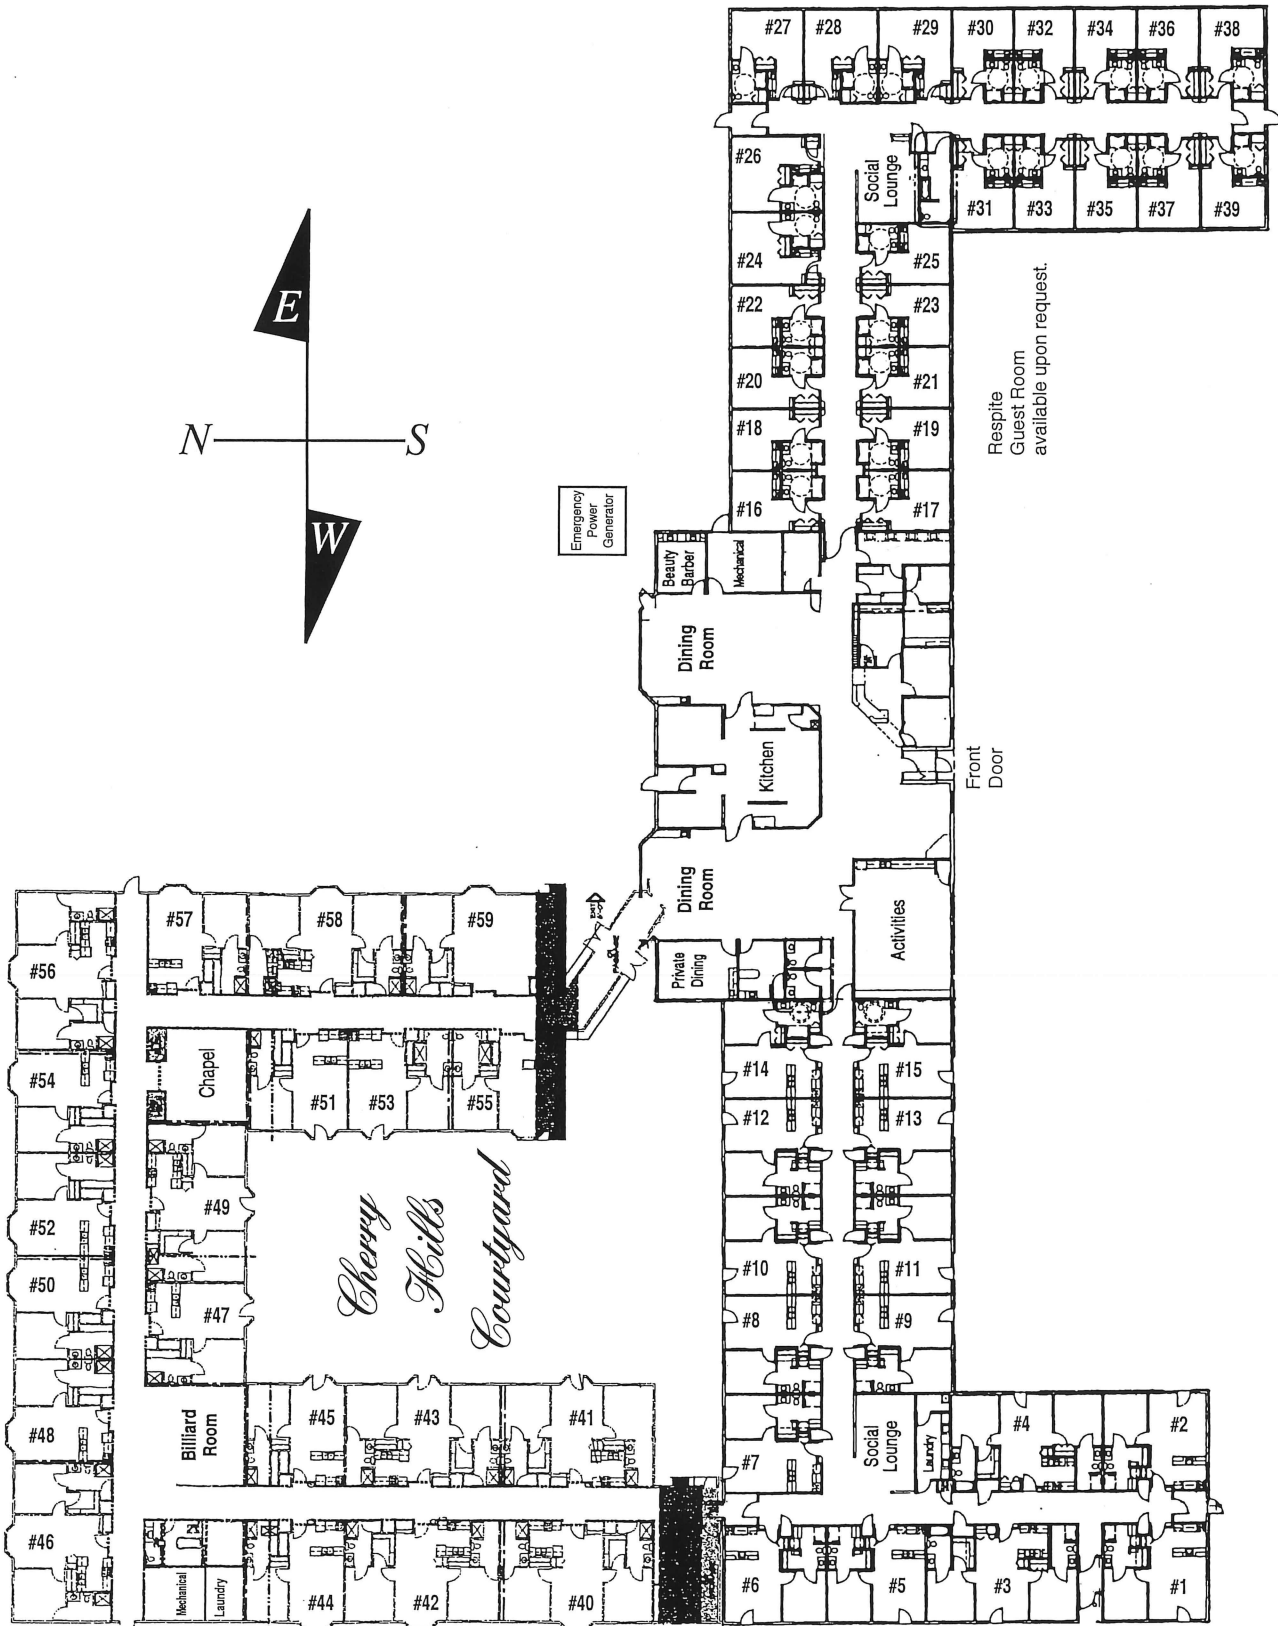 #27
#28
#29
#30
#32
#34
#36
#38
#26
Social
Lounge
#31
#33
#35
#37
#39
#24
#25
#22
#23
#20
#21
#18
#19
#16
#17
E
N
S
W
Respite
Guest Room
available upon request.
Emergency
Power
Generator
Beauty
Barber
Mechanical
Dining
Room
Kitchen
Front
Door
Dining
Room
Private
Dining
Activities
#57
#58
#59
#56
#54
Chapel
#51
#53
#55
#14
#15
#12
#13
#52
#49
#50
#47
Cherry
Hills
Courtyard
#10
#11
#8
#9
#48
Billiard
Room
#45
#43
#41
#7
Social
Lounge
Laundry
#4
#2
#46
Mechanical
Laundry
#44
#42
#40
#6
#5
#3
#1